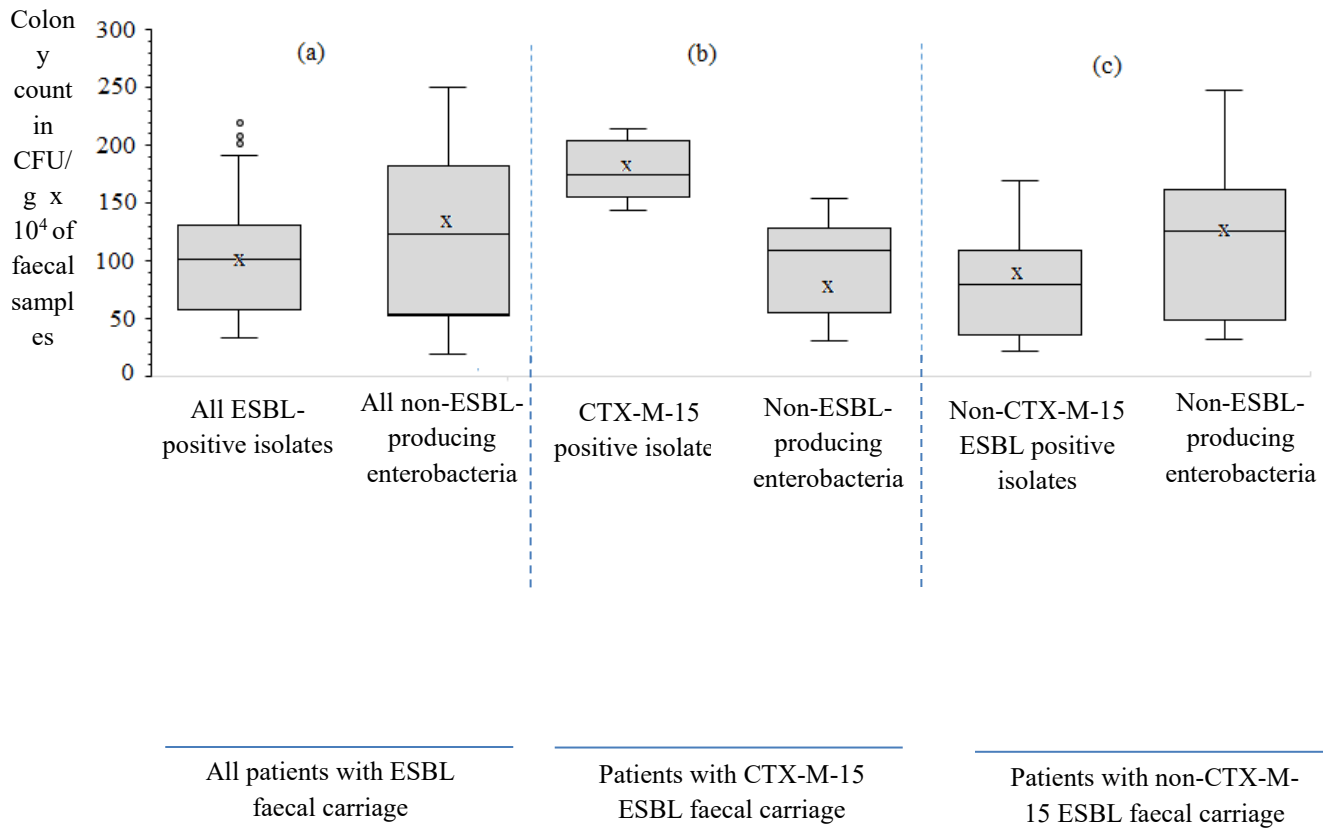 Colon
y
count
in
CFU/
g x
10⁴ of
faecal
sampl
es
300
250
200
150
100
50
0
(a)
(b)
(c)
x
x
x
x
x
x
All ESBL-
positive isolates
All non-ESBL-
producing
enterobacteria
CTX-M-15
positive isolate
Non-ESBL-
producing
enterobacteria
Non-CTX-M-15
ESBL positive
isolates
Non-ESBL-
producing
enterobacteria
All patients with ESBL
faecal carriage
Patients with CTX-M-15
ESBL faecal carriage
Patients with non-CTX-M-
15 ESBL faecal carriage